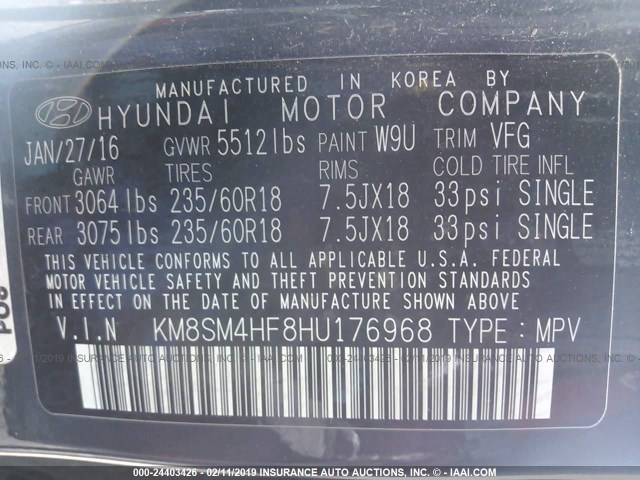 MANUFACTURED IN KOREA BY
HYUNDAI MOTOR COMPANY
JAN/27/16 GVWR 5512lbs PAINT W9U TRIM VFG
GAWR TIRES RIMS COLD TIRE INFL
FRONT 3064lbs 235/60R18 7.5JX18 33psi SINGLE
REAR 3075lbs 235/60R18 7.5JX18 33psi SINGLE
THIS VEHICLE CONFORMS TO ALL APPLICABLE U.S.A. FEDERAL
MOTOR VEHICLE SAFETY AND THEFT PREVENTION STANDARDS
IN EFFECT ON THE DATE OF MANUFACTURE SHOWN ABOVE.
PO8
V.I.N KM8SM4HF8HU176968 TYPE : MPV
000-24403426 - 02/11/2019 INSURANCE AUTO AUCTIONS - © - IAAI.COM